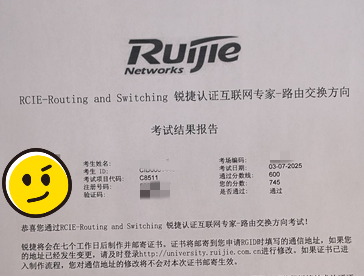 Ruijie
Networks
RCIE-Routing and Switching 锐捷认证互联网专家-路由交换方向
考试结果报告
考生姓名:
考生 ID:
考试项目代码: C8511
注册号码:
验证码:
考场编码:
考试日期: 03-07-2025
通过分数线: 600
您的分数: 745
是否通过: 通过
恭喜您通过RCIE-Routing and Switching 锐捷认证互联网专家-路由交换方向考试!
锐捷将会在七个工作日后制作并邮寄证书。证书将邮寄到您申请RGID时填写的通信地址，如果您
的地址已经发生变更，请及时登录http://university.ruijie.com.cn进行修改。如果证书已进
入制作流程，您对通信地址的修改将不会对本次证书邮寄有效。